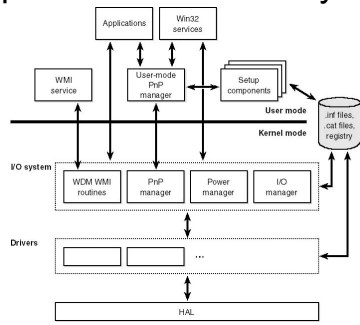 Applications
Win32
services
WMI
service
User-mode
PnP
manager
Setup
components
User mode
Kernel mode
.inf files,
.cat files,
registry
I/O system
WDM WMI
routines
PnP
manager
Power
manager
I/O
manager
Drivers
...
HAL